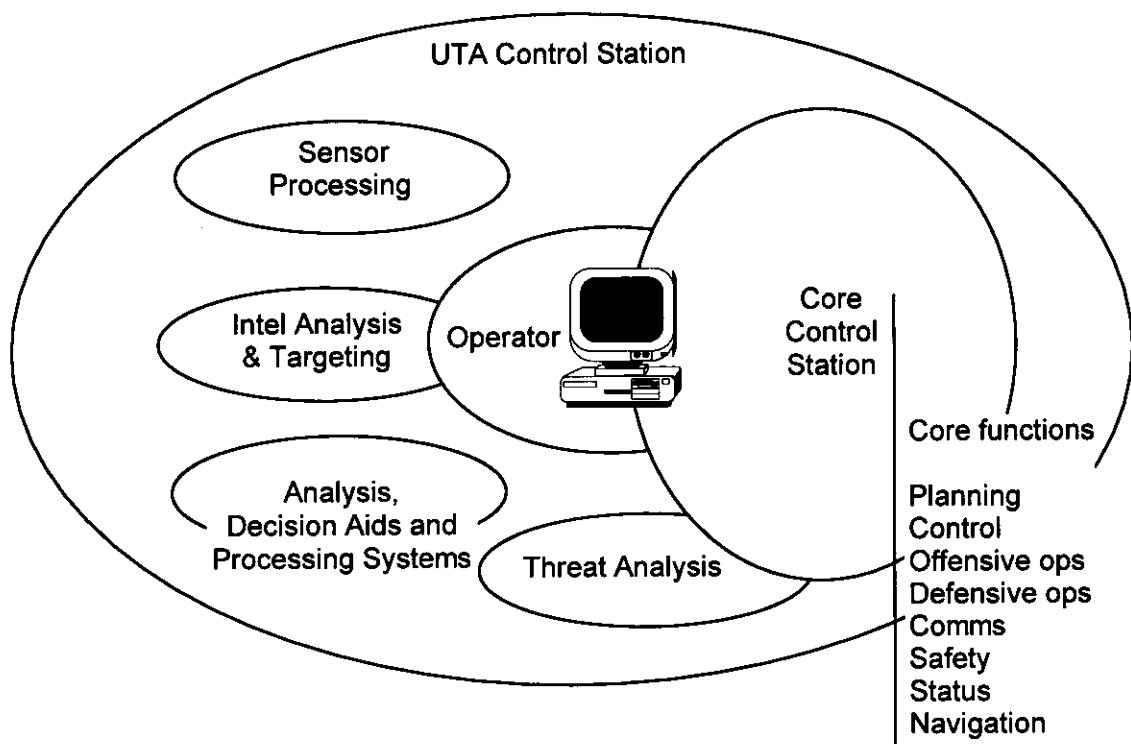 UTA Control Station
Sensor
Processing
Intel Analysis
& Targeting
Operator
Core
Control
Station
Analysis,
Decision Aids and
Processing Systems
Threat Analysis
Core functions
Planning
Control
Offensive ops
Defensive ops
Comms
Safety
Status
Navigation